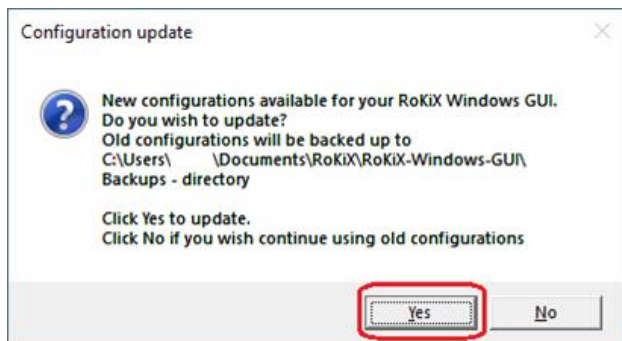 Configuration update
New configurations available for your RoKiX Windows GUI.
Do you wish to update?
Old configurations will be backed up to
C:\Users\ \Documents\RoKiX\RoKiX-Windows-GUI\
Backups - directory
Click Yes to update.
Click No if you wish continue using old configurations
Yes
No